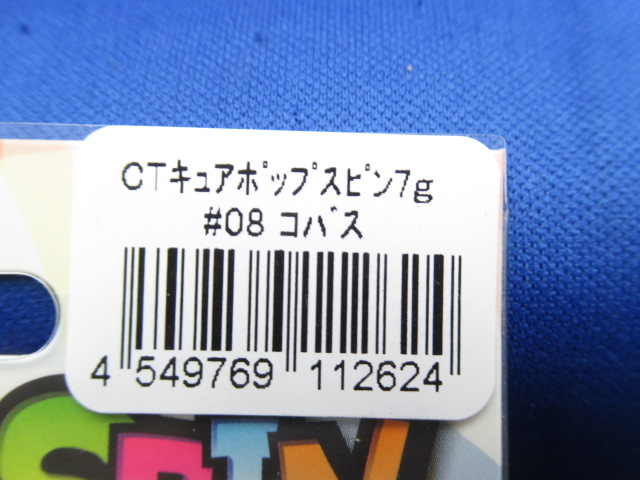 CTｷｭｱﾎﾟｯﾌﾟｽﾋﾟﾝ7g
#08 ｺﾊﾞｽ
4 549769 112624
SPIN